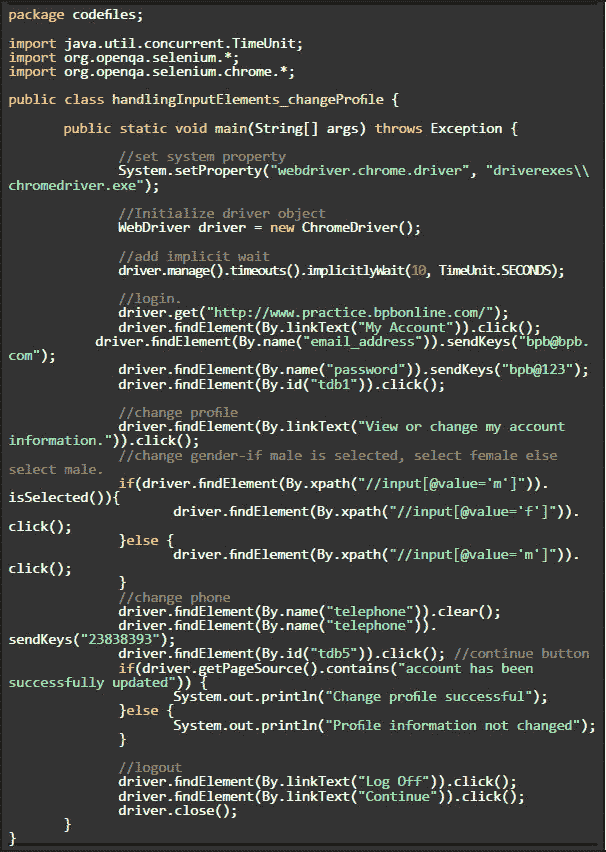 package codefiles;

import java.util.concurrent.TimeUnit;
import org.openqa.selenium.*;
import org.openqa.selenium.chrome.*;

public class handlingInputElements_changeProfile {

public static void main(String[] args) throws Exception {

//set system property
System.setProperty("webdriver.chrome.driver", "driverexes\\
chromedriver.exe");

//Initialize driver object
WebDriver driver = new ChromeDriver();

//add implicit wait
driver.manage().timeouts().implicitlyWait(10, TimeUnit.SECONDS);

//login.
driver.get("http://www.practice.bpbonline.com/");
driver.findElement(By.linkText("My Account")).click();
driver.findElement(By.name("email_address")).sendKeys("bpb@bpb.
com");
driver.findElement(By.name("password")).sendKeys("bpb@123");
driver.findElement(By.id("tdb1")).click();

//change profile
driver.findElement(By.linkText("View or change my account
information.")).click();
//change gender-if male is selected, select female else
select male.
if(driver.findElement(By.xpath("//input[@value='m']")).
isSelected()){
driver.findElement(By.xpath("//input[@value='f']")).
click();
}else {
driver.findElement(By.xpath("//input[@value='m']")).
click();
}
//change phone
driver.findElement(By.name("telephone")).clear();
driver.findElement(By.name("telephone")).
sendKeys("23838393");
driver.findElement(By.id("tdb5")).click(); //continue button
if(driver.getPageSource().contains("account has been
successfully updated")) {
System.out.println("Change profile successful");
}else {
System.out.println("Profile information not changed");
}

//logout
driver.findElement(By.linkText("Log Off")).click();
driver.findElement(By.linkText("Continue")).click();
driver.close();
}
}